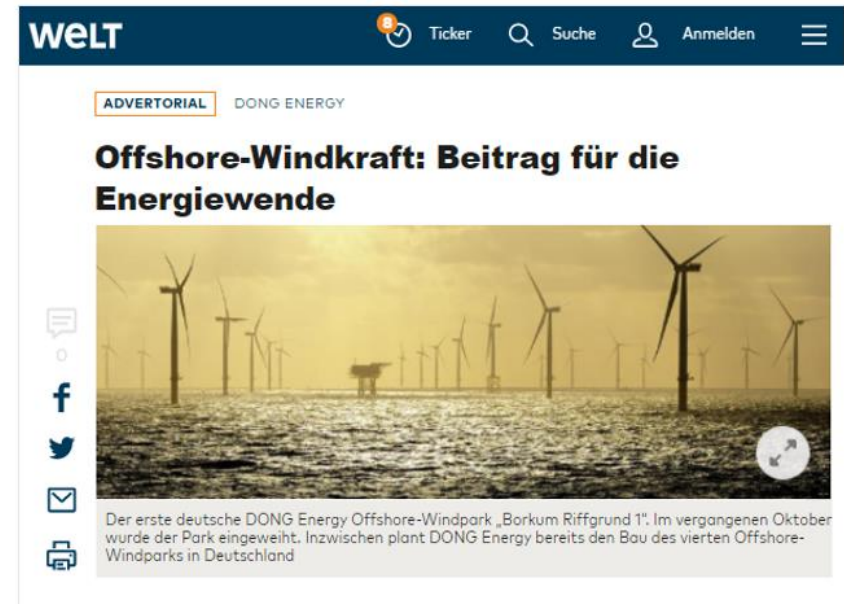 WELT
8
Ticker
Suche
Anmelden
ADVERTORIAL DONG ENERGY
Offshore-Windkraft: Beitrag für die
Energiewende
0
Der erste deutsche DONG Energy Offshore-Windpark „Borkum Riffgrund 1“. Im vergangenen Oktober
wurde der Park eingeweiht. Inzwischen plant DONG Energy bereits den Bau des vierten Offshore-
Windparks in Deutschland